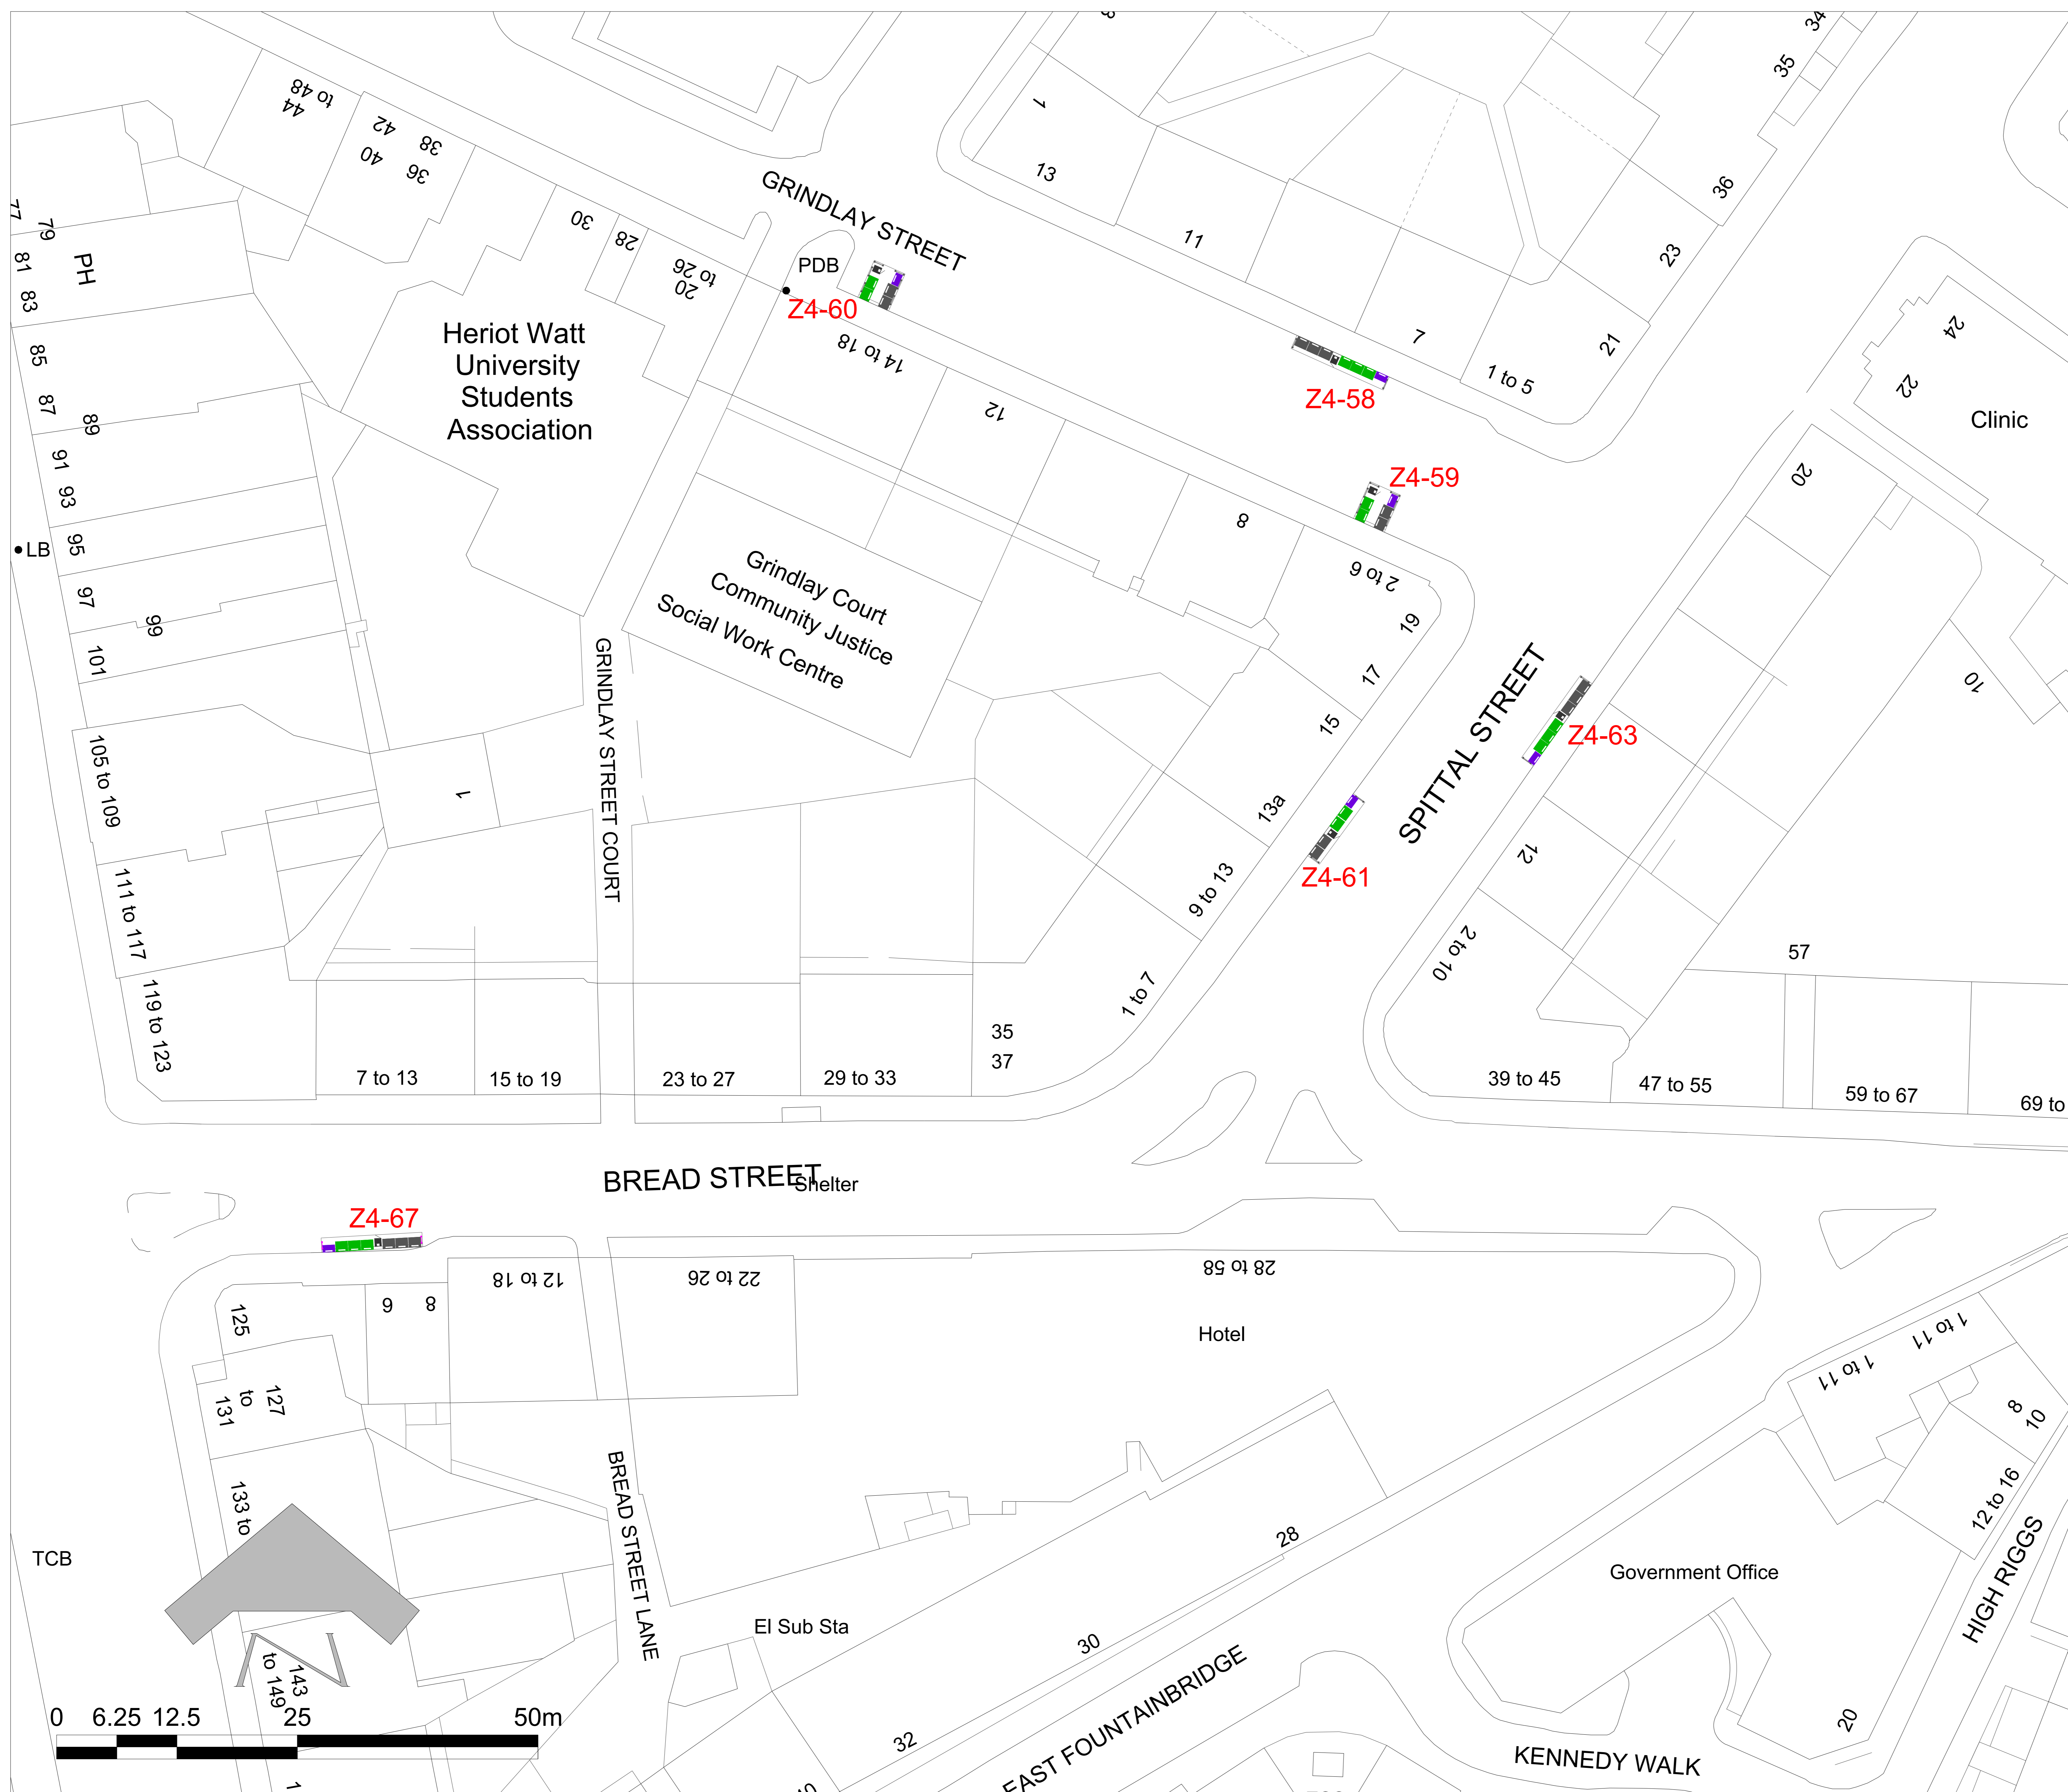 34
35
36
23
21
1
13
11
7
1 to 5
44
to 48
42
40
38
36
30
28
20
to 26
GRINDLAY STREET
PDB
Z4-60
Z4-58
Z4-59
14 to 18
12
8
2 to 6
19
17
15
13a
9 to 13
1 to 7
Heriot Watt
University
Students
Association
Grindlay Court
Community Justice
Social Work Centre
GRINDLAY STREET COURT
77
79
PH
81
83
85
87
89
91
93
95
LB
97
99
101
105 to 109
111 to 117
119 to 123
1
7 to 13
15 to 19
23 to 27
29 to 33
35
37
24
22
Clinic
20
10
SPITTAL STREET
Z4-63
Z4-61
12
2 to 10
57
39 to 45
47 to 55
59 to 67
69 to
BREAD STREET
Shelter
Z4-67
125
6
8
12 to 18
22 to 26
28 to 58
Hotel
127
to
131
133 to
BREAD STREET LANE
TCB
143
to 149
El Sub Sta
28
30
32
EAST FOUNTAINBRIDGE
1 to 11
1 to 11
8
10
12 to 16
HIGH RIGGS
Government Office
20
KENNEDY WALK
0 6.25 12.5 25 50m